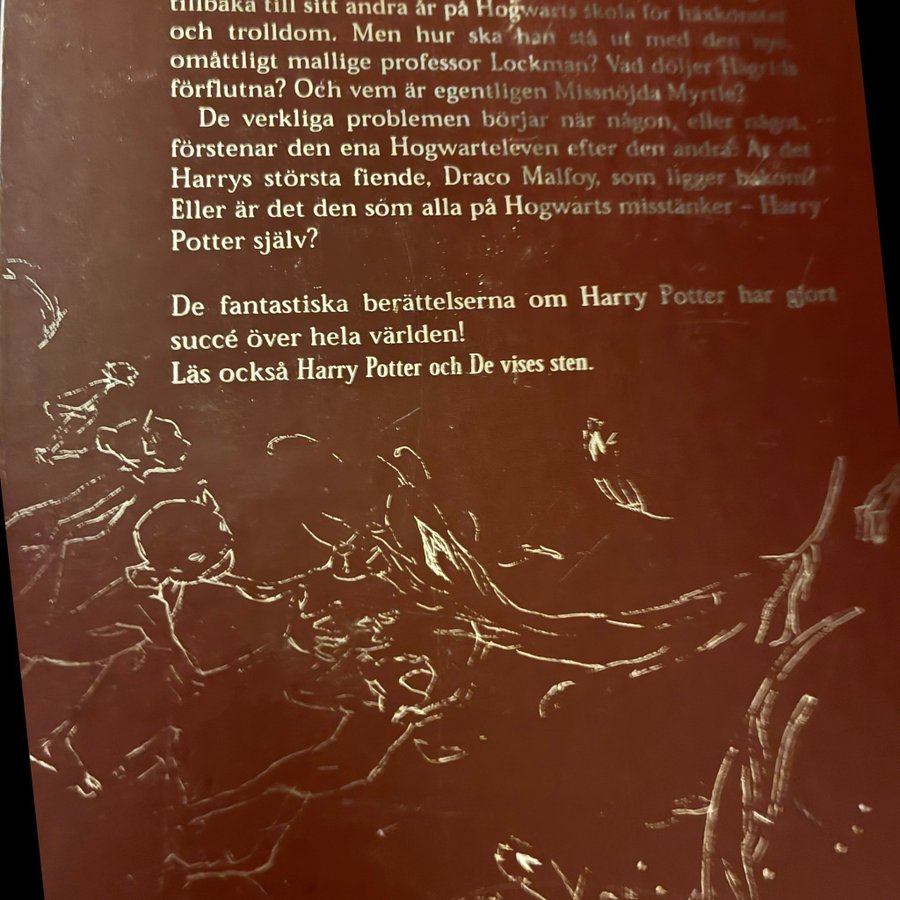 tillbaka till sitt andra år på Hogwarts skola för häxkonster
och trolldom. Men hur ska han stå ut med den nye,
omåttligt mallige professor Lockman? Vad döljer Hagrids
förflutna? Och vem är egentligen Missnöjda Myrtle?
De verkliga problemen börjar när någon, eller något,
förstenar den ena Hogwarteleven efter den andra. Är det
Harrys största fiende, Draco Malfoy, som ligger bakom?
Eller är det den som alla på Hogwarts misstänker – Harry
Potter själv?
De fantastiska berättelserna om Harry Potter har gjort
succé över hela världen!
Läs också Harry Potter och De vises sten.